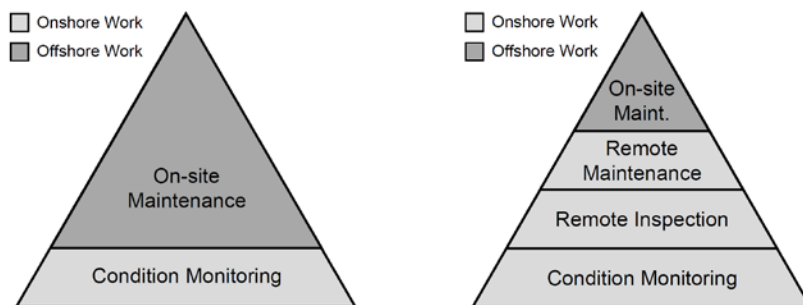 Onshore Work
Offshore Work
On-site
Maintenance
Condition Monitoring
Onshore Work
Offshore Work
On-site
Maint.
Remote
Maintenance
Remote Inspection
Condition Monitoring